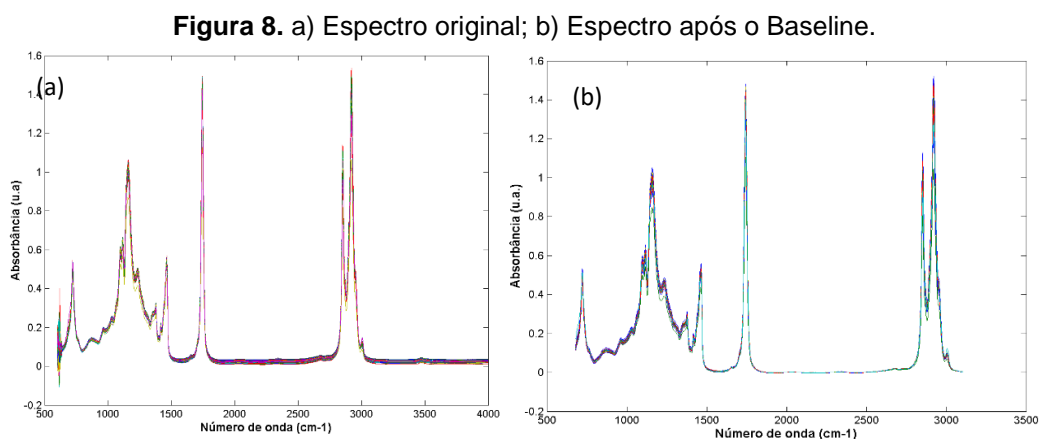 Figura 8. a) Espectro original; b) Espectro após o Baseline.
(a)
Absorbância (u.a)
1.6
1.4
1.2
1
0.8
0.6
0.4
0.2
0
-0.2
500 1000 1500 2000 2500 3000 3500 4000
Número de onda (cm-1)
(b)
Absorbância (u.a.)
1.6
1.4
1.2
1
0.8
0.6
0.4
0.2
0
-0.2
500 1000 1500 2000 2500 3000 3500
Número de onda (cm-1)